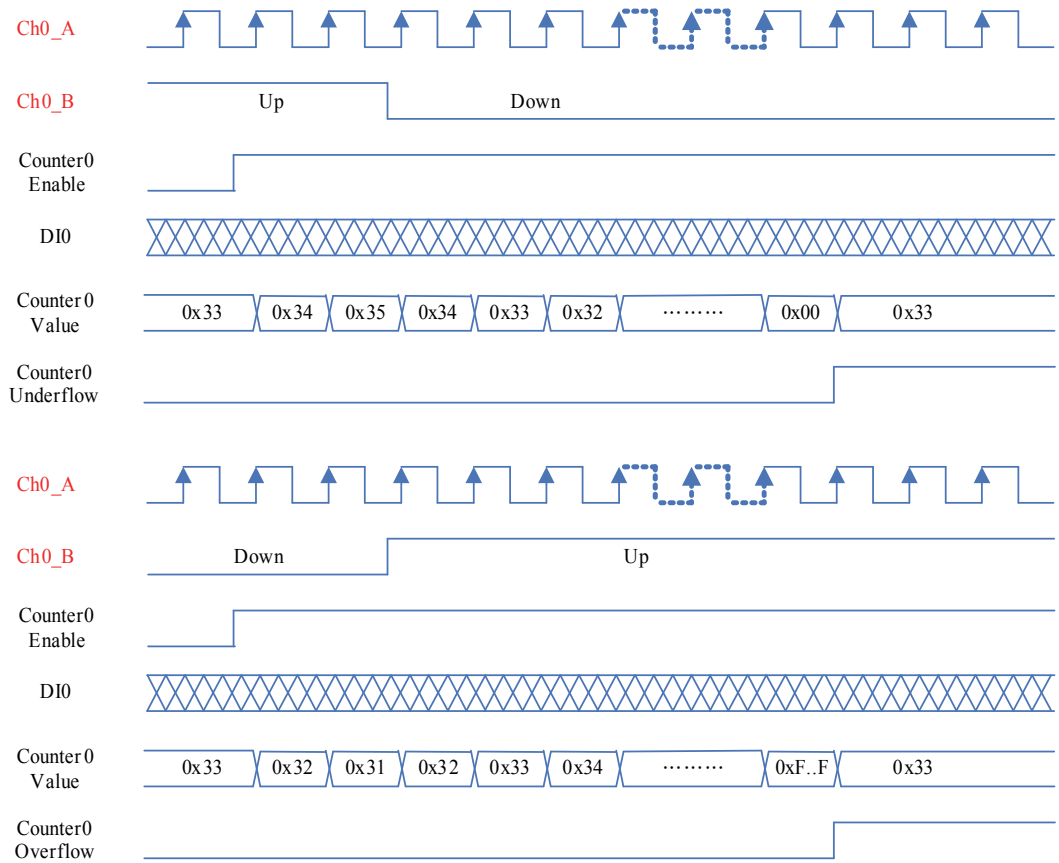 Ch0_A
Ch0_B
Up
Down
Counter0
Enable
DI0
Counter0
Value
0x33
0x34
0x35
0x34
0x33
0x32
………
0x00
0x33
Counter0
Underflow
Ch0_A
Ch0_B
Down
Up
Counter0
Enable
DI0
Counter0
Value
0x33
0x32
0x31
0x32
0x33
0x34
………
0xF..F
0x33
Counter0
Overflow